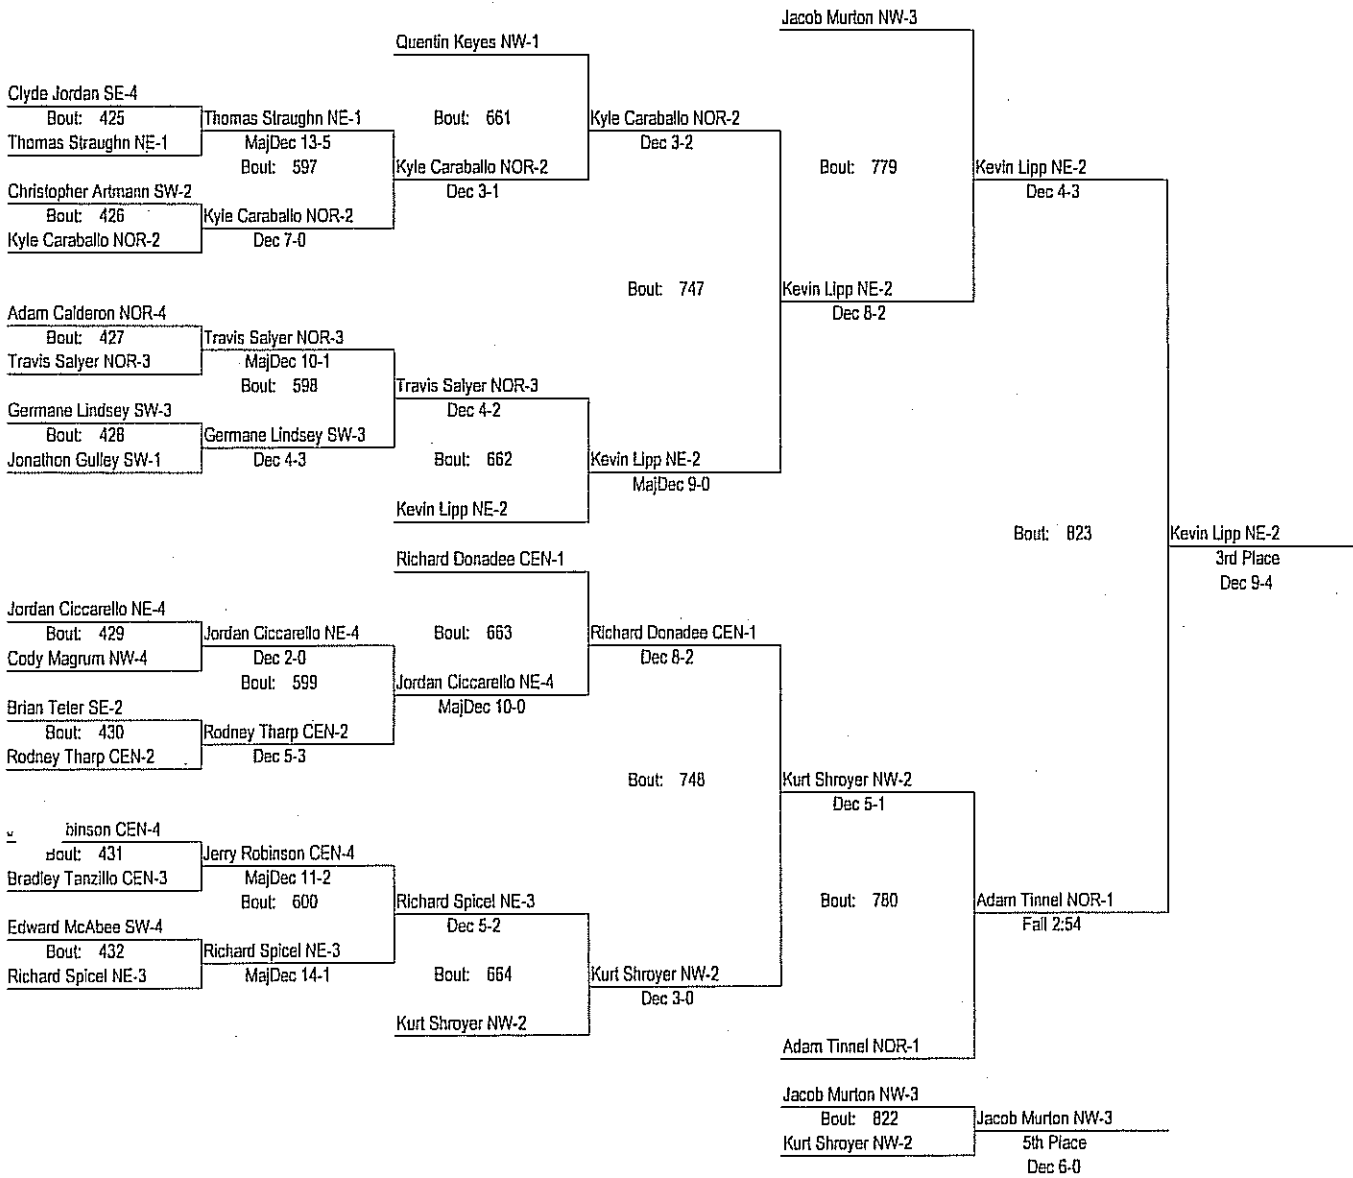 Jacob Murton NW-3
Quentin Keyes NW-1
Clyde Jordan SE-4
Bout: 425
Thomas Straughn NE-1
Thomas Straughn NE-1
MajDec 13-5
Bout: 597
Bout: 661
Kyle Caraballo NOR-2
Dec 3-2
Kyle Caraballo NOR-2
Dec 3-1
Christopher Artmann SW-2
Bout: 426
Kyle Caraballo NOR-2
Kyle Caraballo NOR-2
Dec 7-0
Bout: 779
Kevin Lipp NE-2
Dec 4-3
Bout: 747
Kevin Lipp NE-2
Dec 8-2
Adam Calderon NOR-4
Bout: 427
Travis Salyer NOR-3
Travis Salyer NOR-3
MajDec 10-1
Bout: 598
Travis Salyer NOR-3
Dec 4-2
Germane Lindsey SW-3
Bout: 428
Jonathon Gulley SW-1
Germane Lindsey SW-3
Dec 4-3
Bout: 662
Kevin Lipp NE-2
MajDec 9-0
Kevin Lipp NE-2
Bout: 823
Kevin Lipp NE-2
3rd Place
Dec 9-4
Richard Donadee CEN-1
Jordan Ciccarello NE-4
Bout: 429
Cody Magrum NW-4
Jordan Ciccarello NE-4
Dec 2-0
Bout: 599
Bout: 663
Richard Donadee CEN-1
Dec 8-2
Jordan Ciccarello NE-4
MajDec 10-0
Brian Teter SE-2
Bout: 430
Rodney Tharp CEN-2
Rodney Tharp CEN-2
Dec 5-3
Bout: 748
Kurt Shroyer NW-2
Dec 5-1
binson CEN-4
Bout: 431
Bradley Tanzillo CEN-3
Jerry Robinson CEN-4
MajDec 11-2
Bout: 600
Richard Spicel NE-3
Dec 5-2
Bout: 780
Adam Tinnel NOR-1
Fall 2:54
Edward McAbee SW-4
Bout: 432
Richard Spicel NE-3
Richard Spicel NE-3
MajDec 14-1
Bout: 664
Kurt Shroyer NW-2
Dec 3-0
Kurt Shroyer NW-2
Adam Tinnel NOR-1
Jacob Murton NW-3
Bout: 822
Kurt Shroyer NW-2
Jacob Murton NW-3
5th Place
Dec 6-0